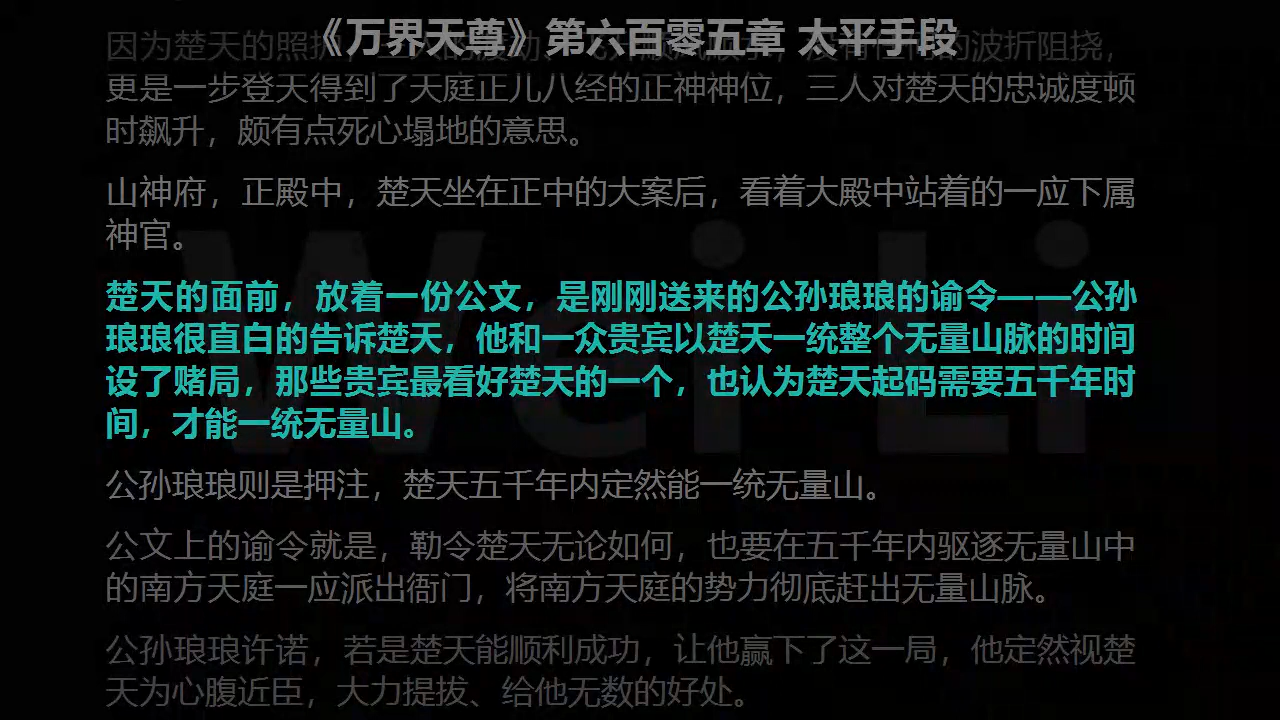 《万界天尊》第六百零五章 太平手段
因为楚天的照
的波折阻挠，
更是一步登天得到了天庭正儿八经的正神神位，三人对楚天的忠诚度顿
时飙升，颇有点死心塌地的意思。
山神府，正殿中，楚天坐在正中的大案后，看着大殿中站着的一应下属
神官。
楚天的面前，放着一份公文，是刚刚送来的公孙琅琅的谕令——公孙
琅琅很直白的告诉楚天，他和一众贵宾以楚天一统整个无量山脉的时间
设了赌局，那些贵宾最看好楚天的一个，也认为楚天起码需要五千年时
间，才能一统无量山。
公孙琅琅则是押注，楚天五千年内定然能一统无量山。
公文上的谕令就是，勒令楚天无论如何，也要在五千年内驱逐无量山中
的南方天庭一应派出衙门，将南方天庭的势力彻底赶出无量山脉。
公孙琅琅许诺，若是楚天能顺利成功，让他赢下了这一局，他定然视楚
天为心腹近臣，大力提拔、给他无数的好处。
Wei Li